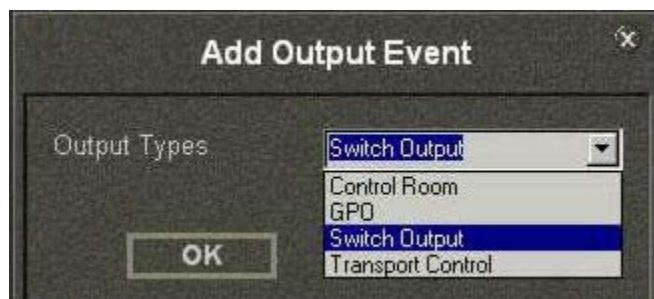 Add Output Event
Output Types
Switch Output
Control Room
GPO
Switch Output
Transport Control
OK